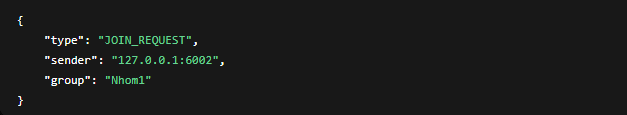 {
    "type": "JOIN_REQUEST",
    "sender": "127.0.0.1:6002",
    "group": "Nhom1"
}